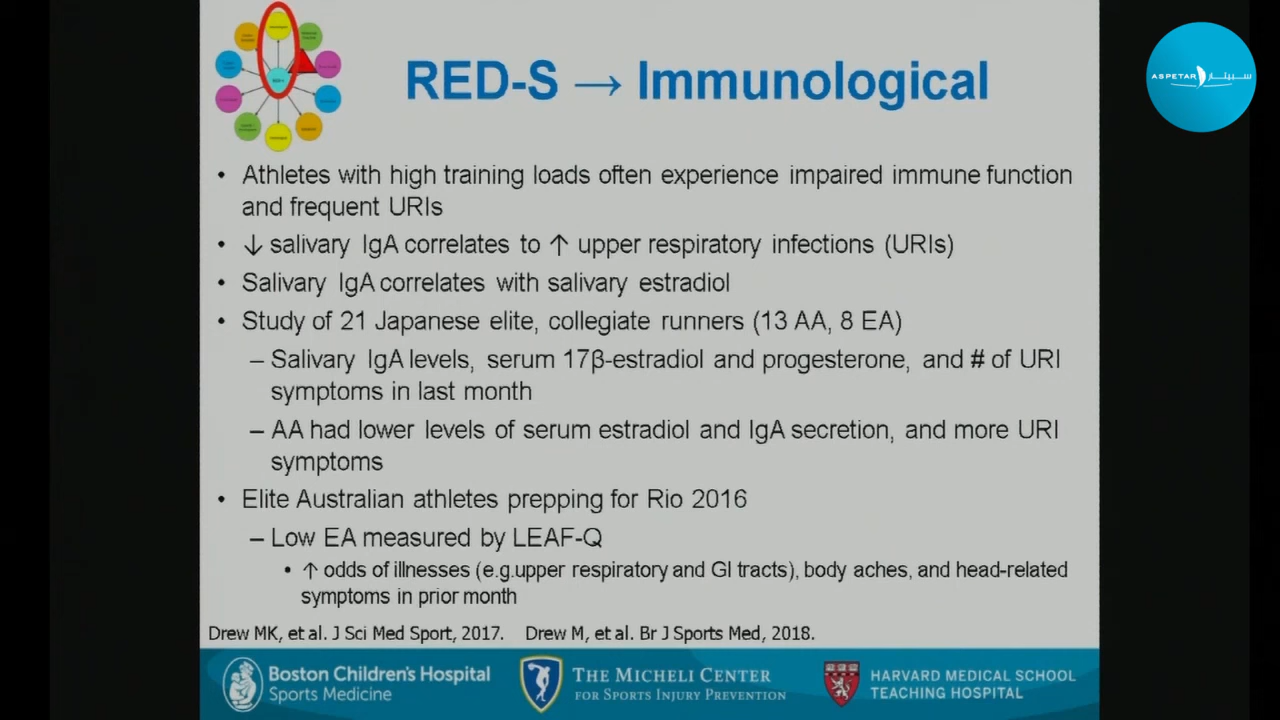 RED-S → Immunological
ASPETAR سبيتار
• Athletes with high training loads often experience impaired immune function
and frequent URIs
• ↓ salivary IgA correlates to ↑ upper respiratory infections (URIs)
• Salivary IgA correlates with salivary estradiol
• Study of 21 Japanese elite, collegiate runners (13 AA, 8 EA)
– Salivary IgA levels, serum 17β-estradiol and progesterone, and # of URI
symptoms in last month
– AA had lower levels of serum estradiol and IgA secretion, and more URI
symptoms
• Elite Australian athletes prepping for Rio 2016
– Low EA measured by LEAF-Q
• ↑ odds of illnesses (e.g.upper respiratory and GI tracts), body aches, and head-related
symptoms in prior month
Drew MK, et al. J Sci Med Sport, 2017. Drew M, et al. Br J Sports Med, 2018.
Boston Children's Hospital
Sports Medicine
THE MICHELI CENTER
FOR SPORTS INJURY PREVENTION
HARVARD MEDICAL SCHOOL
TEACHING HOSPITAL